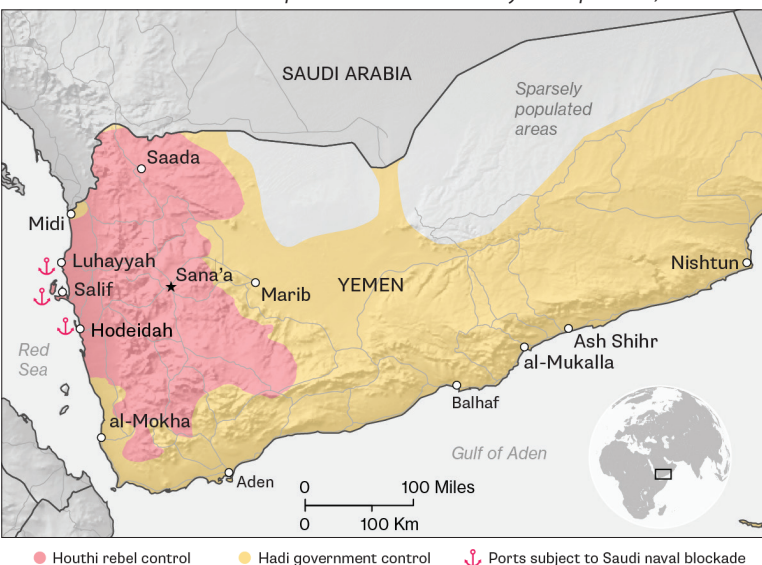 SAUDI ARABIA
Sparsely
populated
areas
Saada
Midi
Luhayyah
Sana’a
Salif
Marib
YEMEN
Nishtun
Hodeidah
Red
Sea
Ash Shihr
al-Mukalla
Balhaf
al-Mokha
Gulf of Aden
Aden
0 100 Miles
0 100 Km
Houthi rebel control Hadi government control Ports subject to Saudi naval blockade